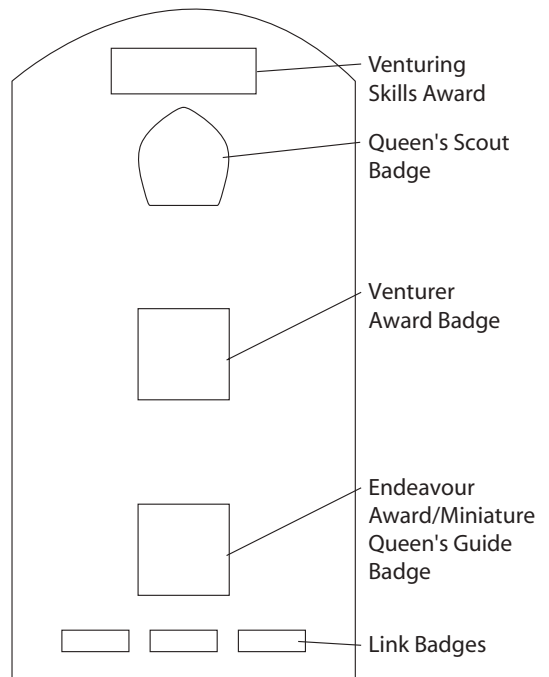 Venturing
Skills Award
Queen's Scout
Badge
Venturer
Award Badge
Endeavour
Award/Miniature
Queen's Guide
Badge
Link Badges